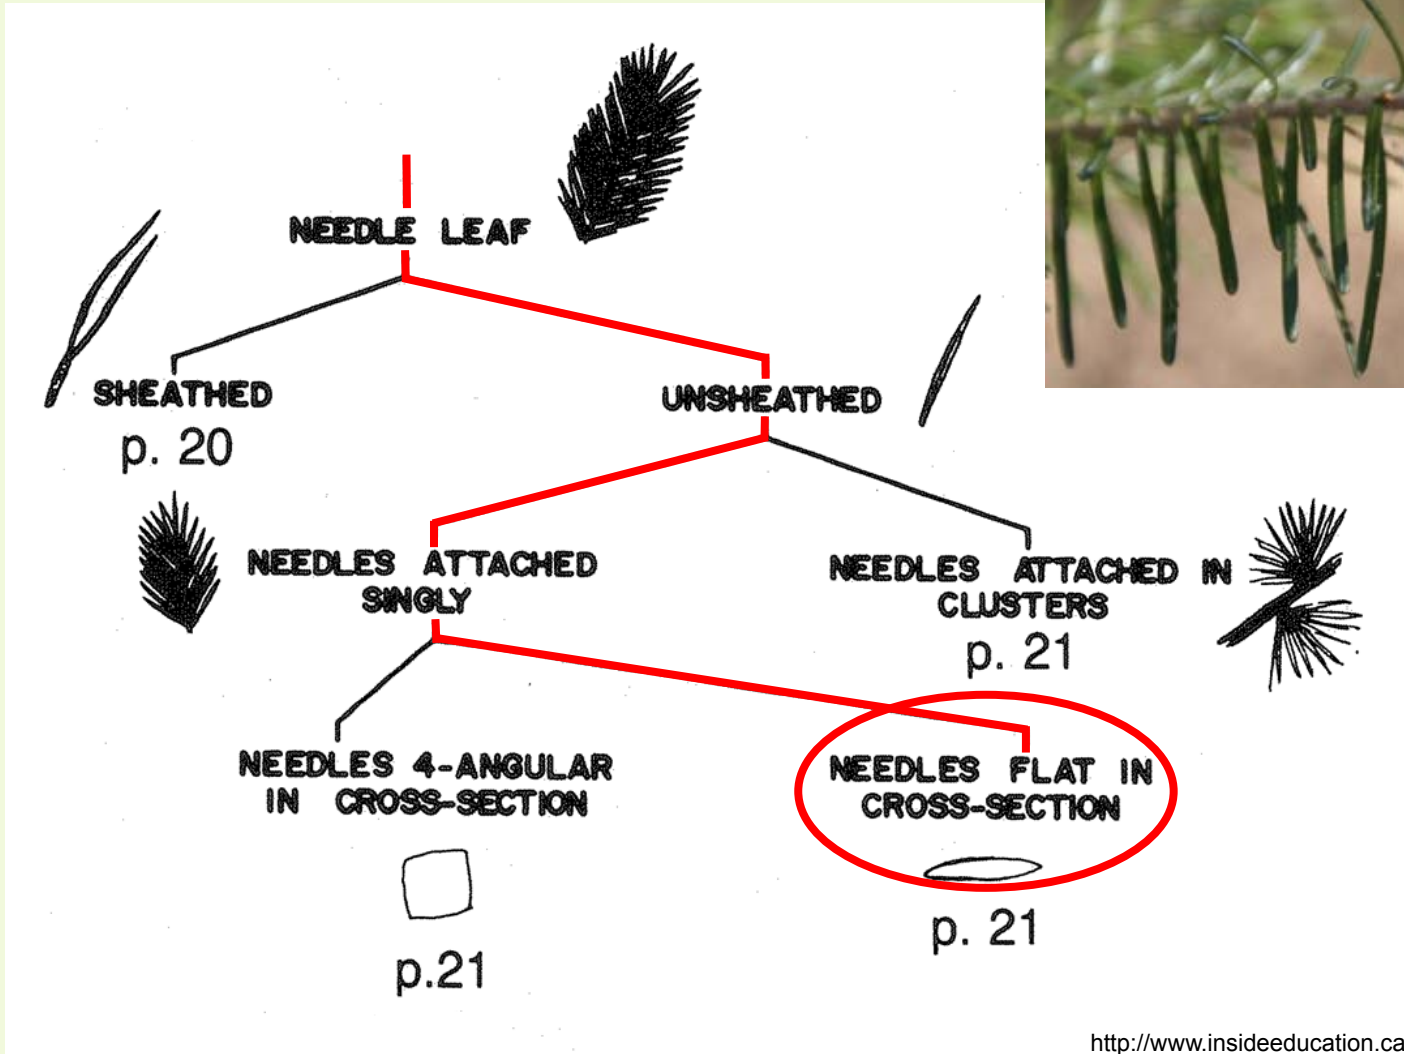 NEEDLE LEAF
SHEATHED
p. 20
UNSHEATHED
NEEDLES ATTACHED
SINGLY
NEEDLES ATTACHED IN
CLUSTERS
p. 21
NEEDLES 4-ANGULAR
IN CROSS-SECTION
p.21
NEEDLES FLAT IN
CROSS-SECTION
p. 21
http://www.insideeducation.ca